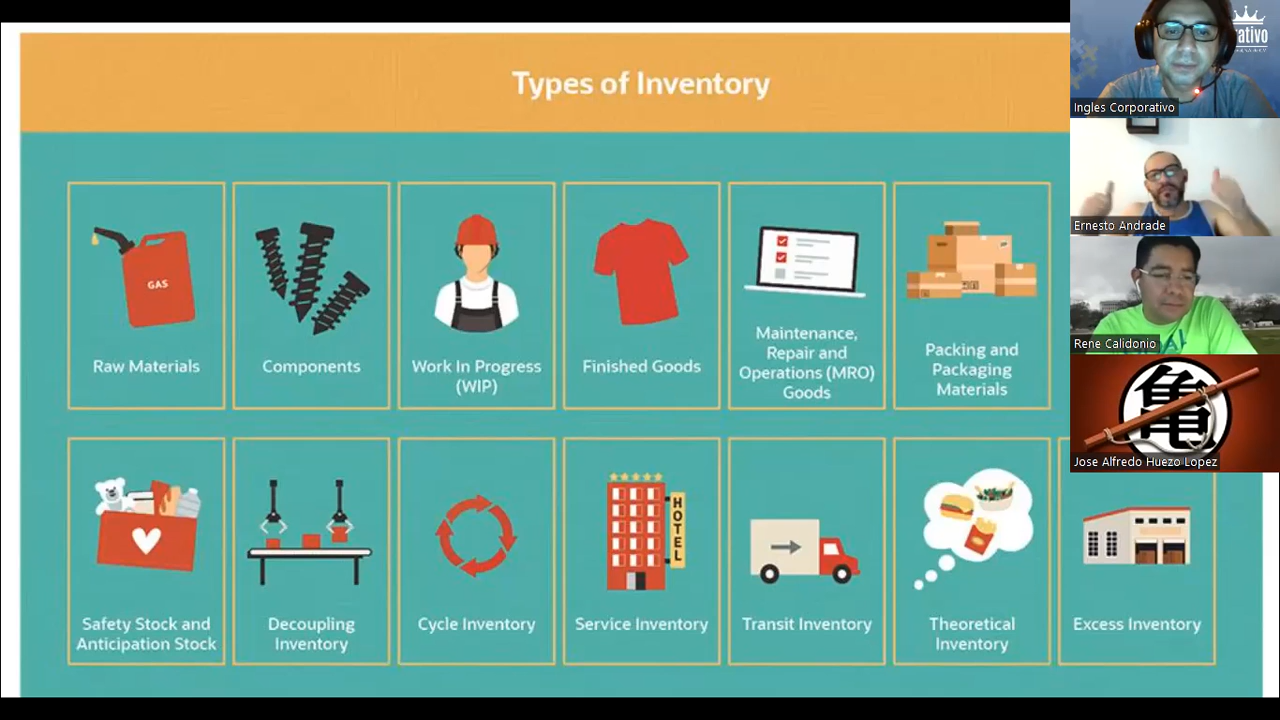 Types of Inventory
GAS
Raw Materials
Components
Work In Progress
(WIP)
Finished Goods
Maintenance,
Repair and
Operations (MRO)
Goods
Packing and
Packaging
Materials
Safety Stock and
Anticipation Stock
Decoupling
Inventory
Cycle Inventory
HOTEL
Service Inventory
Transit Inventory
Theoretical
Inventory
Excess Inventory
Ingles Corporativo
Ernesto Andrade
Rene Calidonio
亀
Jose Alfredo Huezo Lopez